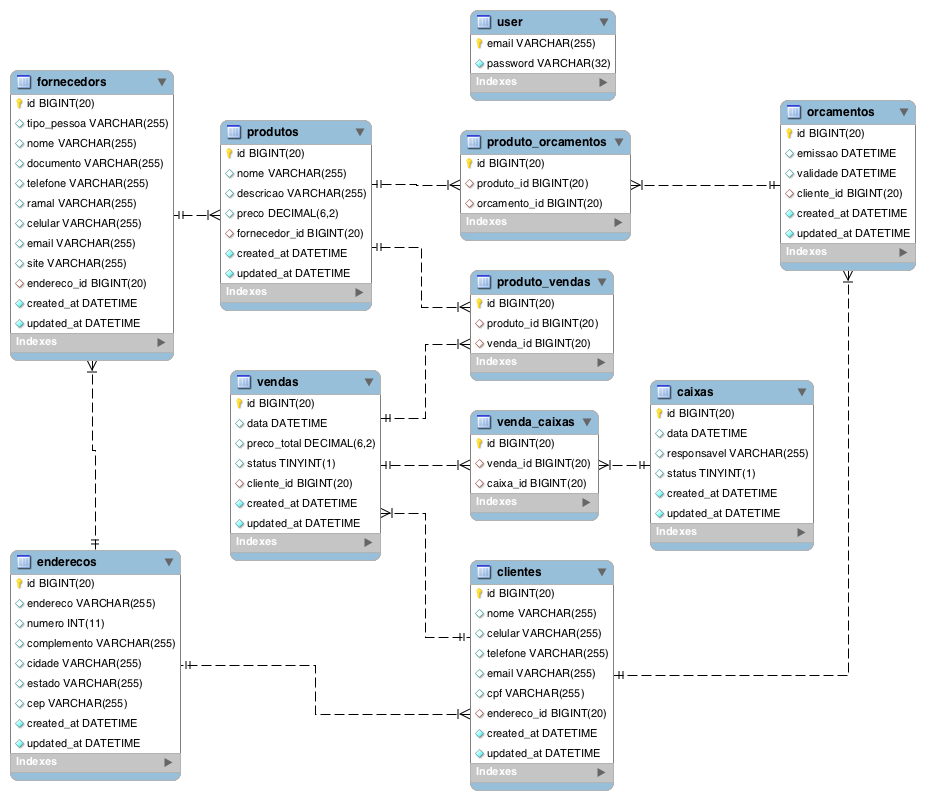 user
email VARCHAR(255)
password VARCHAR(32)
Indexes
fornecedors
id BIGINT(20)
tipo_pessoa VARCHAR(255)
nome VARCHAR(255)
documento VARCHAR(255)
telefone VARCHAR(255)
ramal VARCHAR(255)
celular VARCHAR(255)
email VARCHAR(255)
site VARCHAR(255)
endereco_id BIGINT(20)
created_at DATETIME
updated_at DATETIME
Indexes
produtos
id BIGINT(20)
nome VARCHAR(255)
descricao VARCHAR(255)
preco DECIMAL(6,2)
fornecedor_id BIGINT(20)
created_at DATETIME
updated_at DATETIME
Indexes
produto_orcamentos
id BIGINT(20)
produto_id BIGINT(20)
orcamento_id BIGINT(20)
Indexes
orcamentos
id BIGINT(20)
emissao DATETIME
validade DATETIME
cliente_id BIGINT(20)
created_at DATETIME
updated_at DATETIME
Indexes
produto_vendas
id BIGINT(20)
produto_id BIGINT(20)
venda_id BIGINT(20)
Indexes
vendas
id BIGINT(20)
data DATETIME
preco_total DECIMAL(6,2)
status TINYINT(1)
cliente_id BIGINT(20)
created_at DATETIME
updated_at DATETIME
Indexes
venda_caixas
id BIGINT(20)
venda_id BIGINT(20)
caixa_id BIGINT(20)
Indexes
caixas
id BIGINT(20)
data DATETIME
responsavel VARCHAR(255)
status TINYINT(1)
created_at DATETIME
updated_at DATETIME
Indexes
enderecos
id BIGINT(20)
endereco VARCHAR(255)
numero INT(11)
complemento VARCHAR(255)
cidade VARCHAR(255)
estado VARCHAR(255)
cep VARCHAR(255)
created_at DATETIME
updated_at DATETIME
Indexes
clientes
id BIGINT(20)
nome VARCHAR(255)
celular VARCHAR(255)
telefone VARCHAR(255)
email VARCHAR(255)
cpf VARCHAR(255)
endereco_id BIGINT(20)
created_at DATETIME
updated_at DATETIME
Indexes